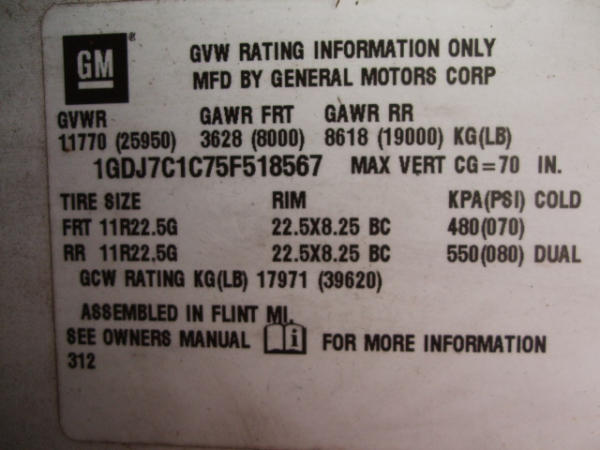 GM ®
GVW RATING INFORMATION ONLY
MFD BY GENERAL MOTORS CORP
GVWR GAWR FRT GAWR RR
11770 (25950) 3628 (8000) 8618 (19000) KG(LB)
1GDJ7C1C75F518567 MAX VERT CG=70 IN.
TIRE SIZE RIM KPA(PSI) COLD
FRT 11R22.5G 22.5X8.25 BC 480(070)
RR 11R22.5G 22.5X8.25 BC 550(080) DUAL
GCW RATING KG(LB) 17971 (39620)
ASSEMBLED IN FLINT MI.
SEE OWNERS MANUAL i FOR MORE INFORMATION
312